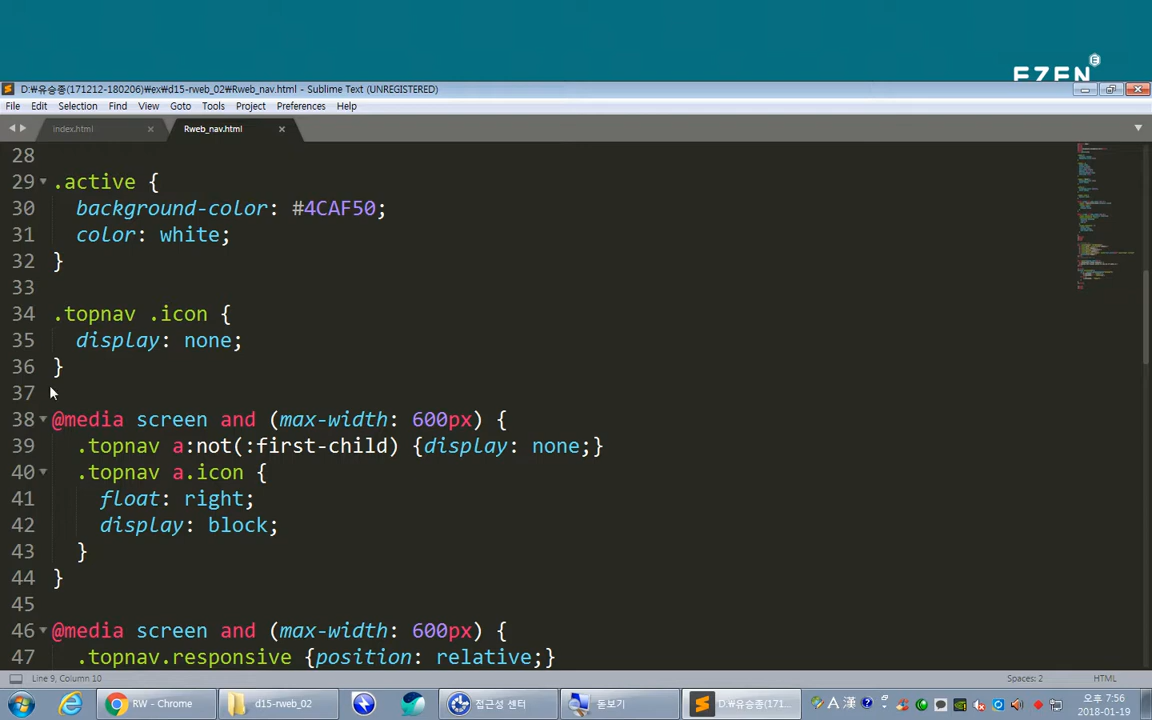 EZEN
D:\유승종(171212-180206)\ex\d15-rweb_02\Rweb_nav.html - Sublime Text (UNREGISTERED)
File Edit Selection Find View Goto Tools Project Preferences Help
index.html Rweb_nav.html
28
29 .active {
30 background-color: #4CAF50;
31 color: white;
32 }
33
34 .topnav .icon {
35 display: none;
36 }
37
38 @media screen and (max-width: 600px) {
39 .topnav a:not(:first-child) {display: none;}
40 .topnav a.icon {
41 float: right;
42 display: block;
43 }
44 }
45
46 @media screen and (max-width: 600px) {
47 .topnav.responsive {position: relative;}
Line 9, Column 10 Spaces: 2 HTML
RW - Chrome d15-rweb_02 접근성 센터 돋보기 D:\유승종(171... A 漢 오후 7:56
2018-01-19